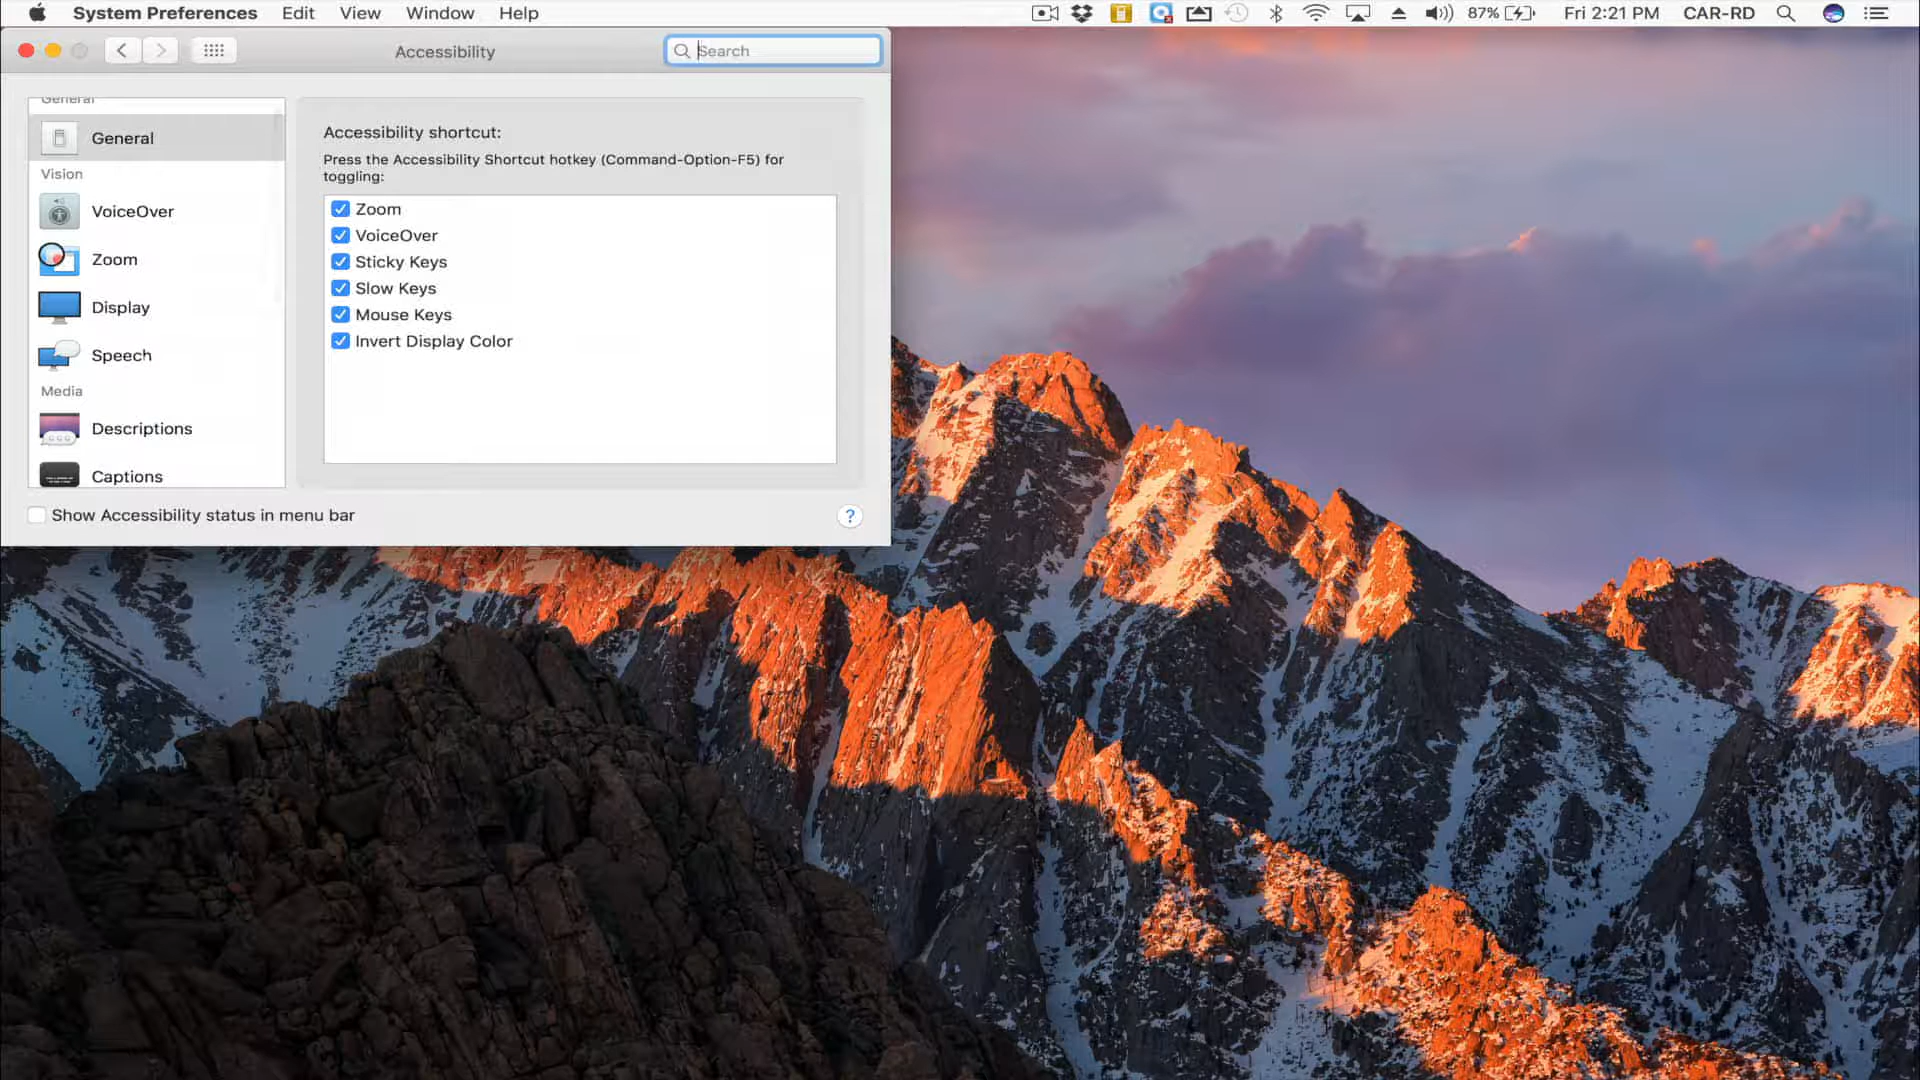 System Preferences Edit View Window Help 87% Fri 2:21 PM CAR-RD
Accessibility
Search
General
General
Vision
VoiceOver
Zoom
Display
Speech
Media
Descriptions
Captions
Accessibility shortcut:
Press the Accessibility Shortcut hotkey (Command-Option-F5) for
toggling:
Zoom
VoiceOver
Sticky Keys
Slow Keys
Mouse Keys
Invert Display Color
Show Accessibility status in menu bar
?